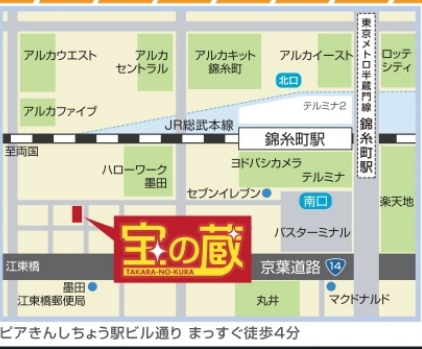 アルカウエスト
アルカ
セントラル
アルカキット
錦糸町
アルカイースト
ロッテ
シティ
北口
東京メトロ半蔵門線 錦糸町駅
テルミナ2
アルカファイブ
JR総武本線
錦糸町駅
至両国
ハローワーク
墨田
ヨドバシカメラ
テルミナ
セブンイレブン
南口
楽天地
宝の蔵
TAKARA-NO-KURA
バスターミナル
江東橋
京葉道路 14
墨田
江東橋郵便局
丸井
マクドナルド
ピアきんしちょう駅ビル通り まっすぐ徒歩4分